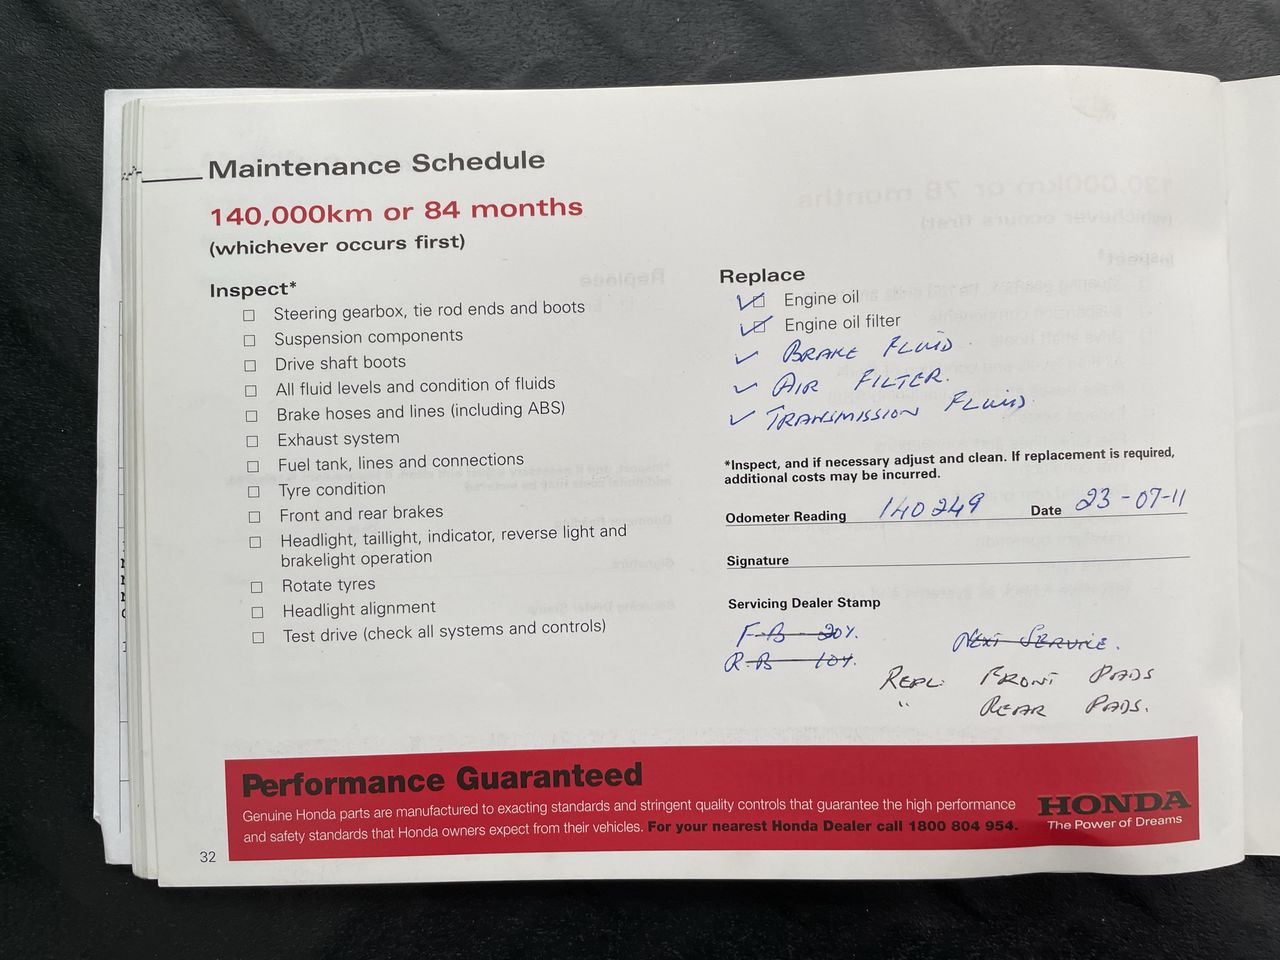 Maintenance Schedule
140,000km or 84 months
(whichever occurs first)
Inspect*
☐ Steering gearbox, tie rod ends and boots
☐ Suspension components
☐ Drive shaft boots
☐ All fluid levels and condition of fluids
☐ Brake hoses and lines (including ABS)
☐ Exhaust system
☐ Fuel tank, lines and connections
☐ Tyre condition
☐ Front and rear brakes
☐ Headlight, taillight, indicator, reverse light and
brakelight operation
☐ Rotate tyres
☐ Headlight alignment
☐ Test drive (check all systems and controls)
Replace
☑ Engine oil
☑ Engine oil filter
✓ BRAKE FLUID
✓ AIR FILTER.
✓ TRANSMISSION FLUID
*Inspect, and if necessary adjust and clean. If replacement is required,
additional costs may be incurred.
Odometer Reading 140249 Date 23-07-11
Signature
Servicing Dealer Stamp
F-B 20%.
R-B 10%.
NEXT SERVICE.
REPL: FRONT PADS
" REAR PADS.
Performance Guaranteed
Genuine Honda parts are manufactured to exacting standards and stringent quality controls that guarantee the high performance
and safety standards that Honda owners expect from their vehicles. For your nearest Honda Dealer call 1800 804 954.
HONDA
The Power of Dreams
32